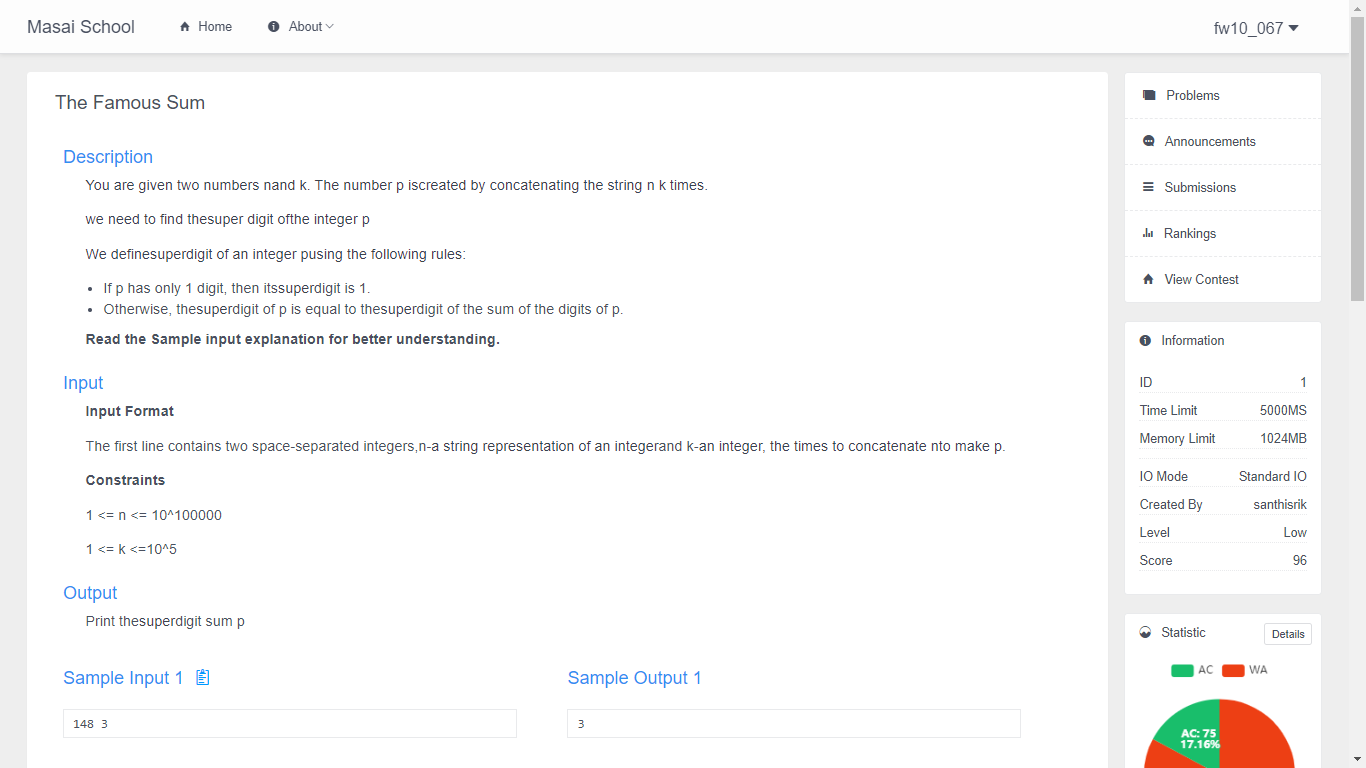 Masai School
Home
About
fw10_067
The Famous Sum
Description
You are given two numbers nand k. The number p iscreated by concatenating the string n k times.
we need to find thesuper digit ofthe integer p
We definesuperdigit of an integer pusing the following rules:
If p has only 1 digit, then itssuperdigit is 1.
Otherwise, thesuperdigit of p is equal to thesuperdigit of the sum of the digits of p.
Read the Sample input explanation for better understanding.
Input
Input Format
The first line contains two space-separated integers,n-a string representation of an integerand k-an integer, the times to concatenate nto make p.
Constraints
1 <= n <= 10^100000
1 <= k <=10^5
Output
Print thesuperdigit sum p
Sample Input 1
148 3
Sample Output 1
3
Problems
Announcements
Submissions
Rankings
View Contest
Information
ID 1
Time Limit 5000MS
Memory Limit 1024MB
IO Mode Standard IO
Created By santhisrik
Level Low
Score 96
Statistic
Details
AC WA
AC: 75
17.16%